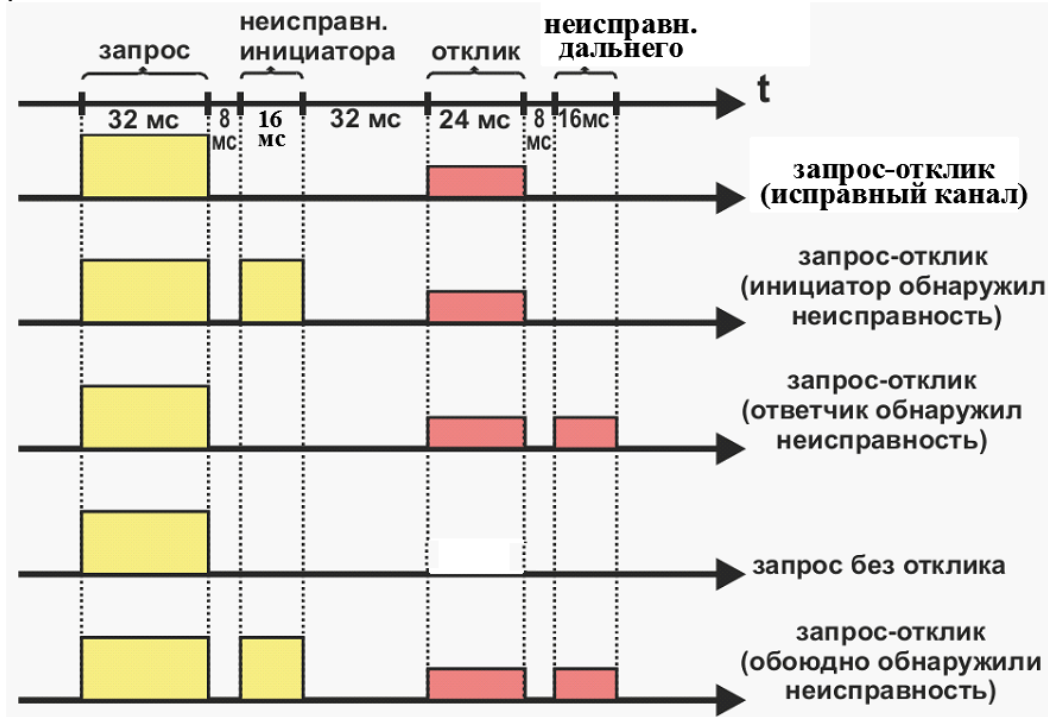 неисправн.
инициатора
неисправн.
дальнего
запрос
отклик
t
32 мс
8
мс
16
мс
32 мс
24 мс
8
мс
16мс
запрос-отклик
(исправный канал)
запрос-отклик
(инициатор обнаружил
неисправность)
запрос-отклик
(ответчик обнаружил
неисправность)
запрос без отклика
запрос-отклик
(обоюдно обнаружили
неисправность)